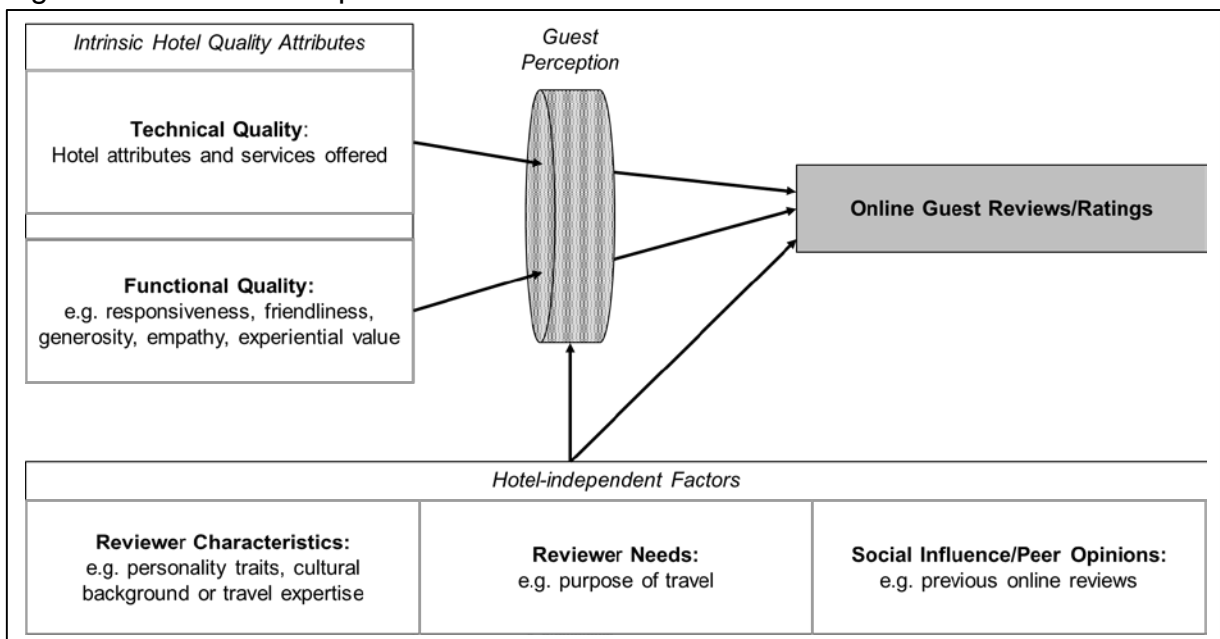 Intrinsic Hotel Quality Attributes
Guest
Perception
Technical Quality:
Hotel attributes and services offered
Online Guest Reviews/Ratings
Functional Quality:
e.g. responsiveness, friendliness,
generosity, empathy, experiential value
Hotel-independent Factors
Reviewer Characteristics:
e.g. personality traits, cultural
background or travel expertise
Reviewer Needs:
e.g. purpose of travel
Social Influence/Peer Opinions:
e.g. previous online reviews